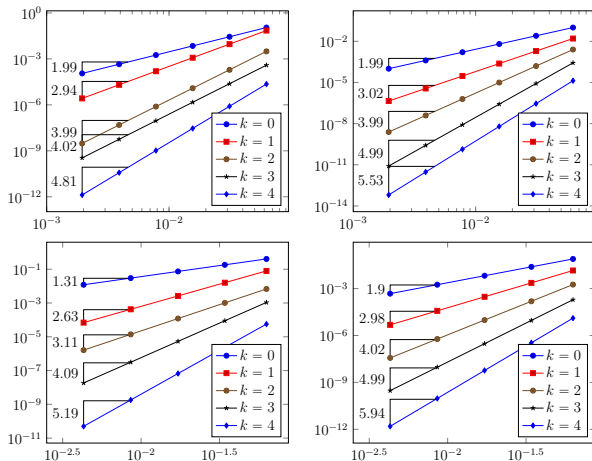 10^0
10^-3
10^-6
10^-9
10^-12
1.99
2.94
3.99
4.02
4.81
k = 0
k = 1
k = 2
k = 3
k = 4
10^-3
10^-2
10^-2
10^-5
10^-8
10^-11
10^-14
1.99
3.02
3.99
4.99
5.53
k = 0
k = 1
k = 2
k = 3
k = 4
10^-3
10^-2
10^-1
10^-3
10^-5
10^-7
10^-9
10^-11
1.31
2.63
3.11
4.09
5.19
k = 0
k = 1
k = 2
k = 3
k = 4
10^-2.5
10^-2
10^-1.5
10^-3
10^-6
10^-9
10^-12
1.9
2.98
4.02
4.99
5.94
k = 0
k = 1
k = 2
k = 3
k = 4
10^-2.5
10^-2
10^-1.5